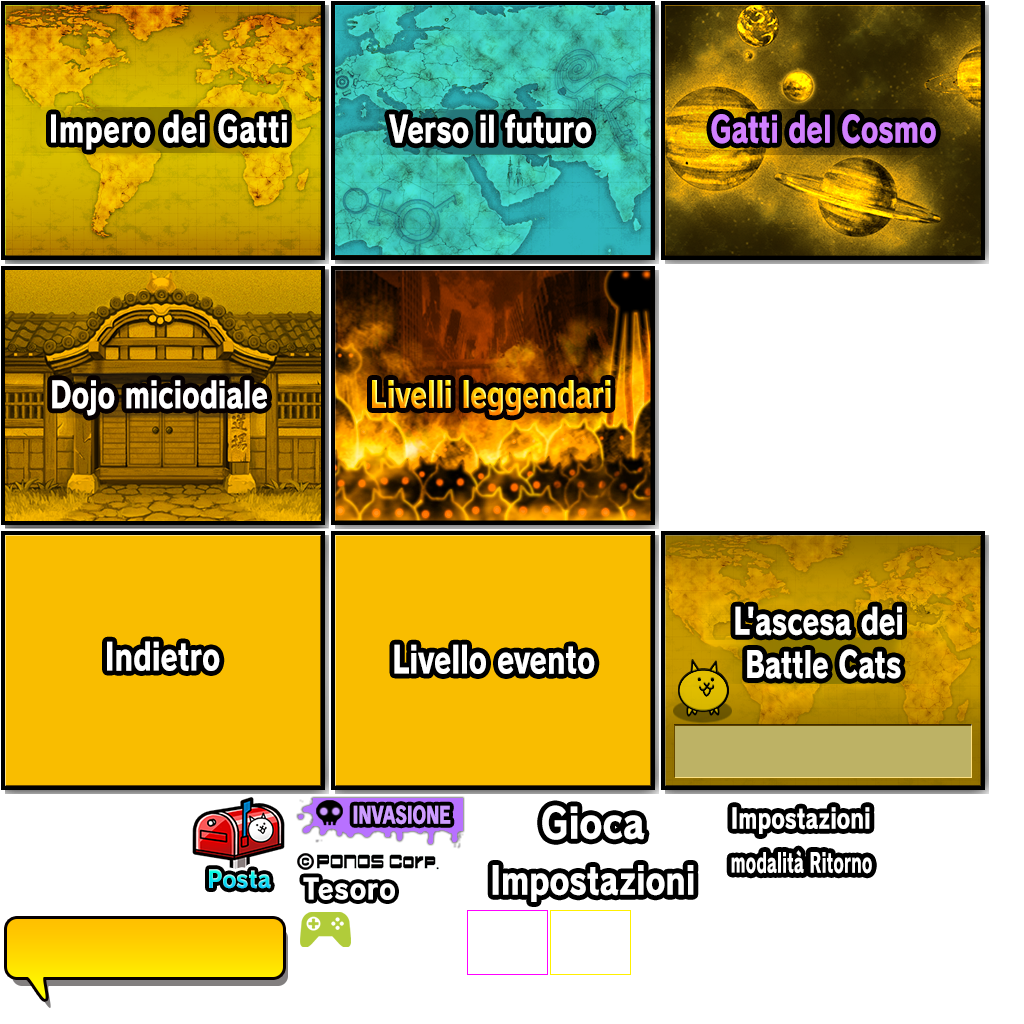 Impero dei Gatti
Verso il futuro
Gatti del Cosmo
Dojo miciodiale
Livelli leggendari
Indietro
Livello evento
L'ascesa dei
Battle Cats
Posta
INVASIONE
© PONOS Corp.
Tesoro
Gioca
Impostazioni
Impostazioni
modalità Ritorno